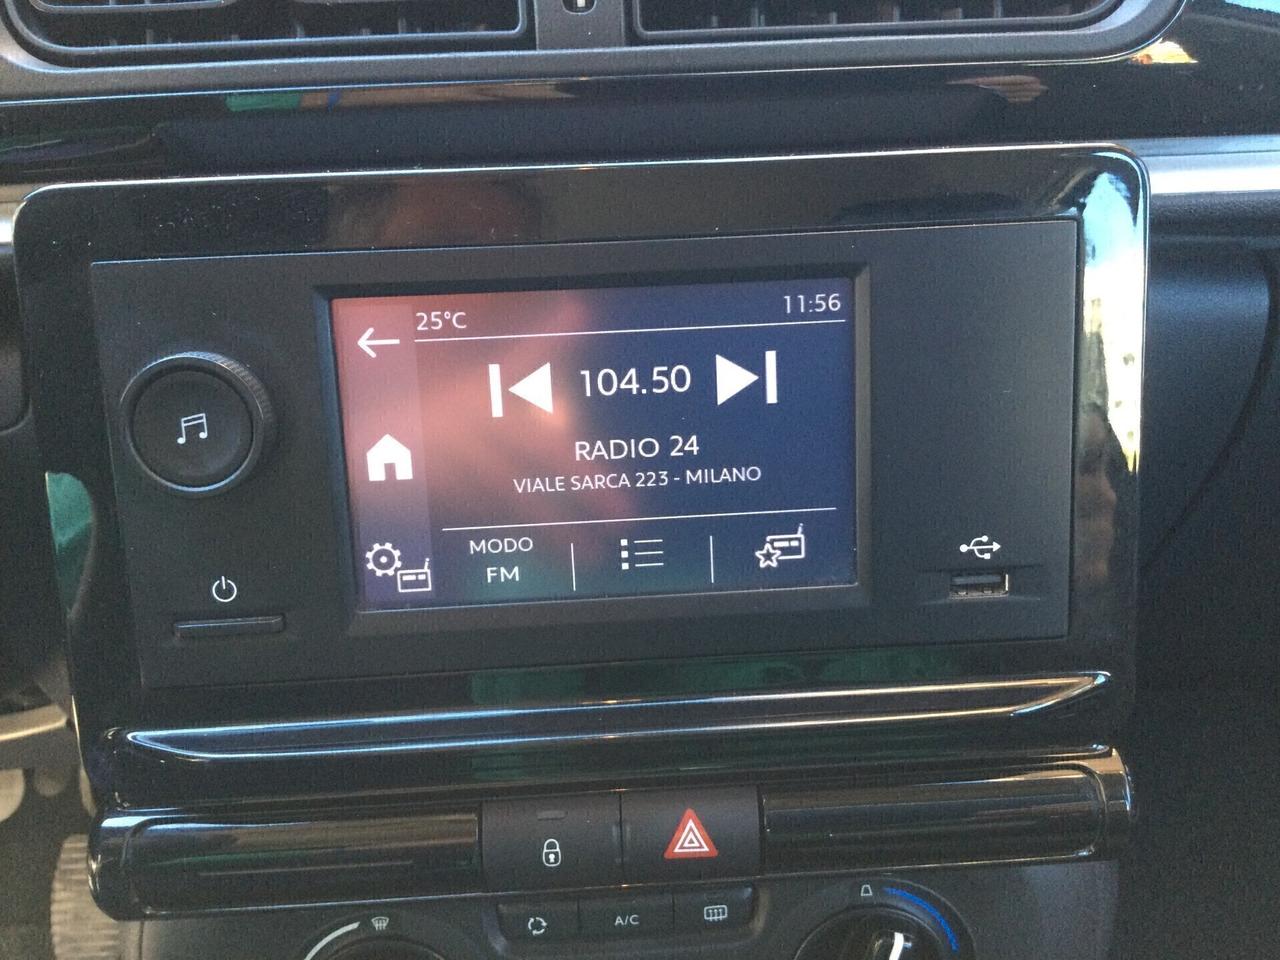 25°C
11:56
104.50
RADIO 24
VIALE SARCA 223 - MILANO
MODO
FM
A/C